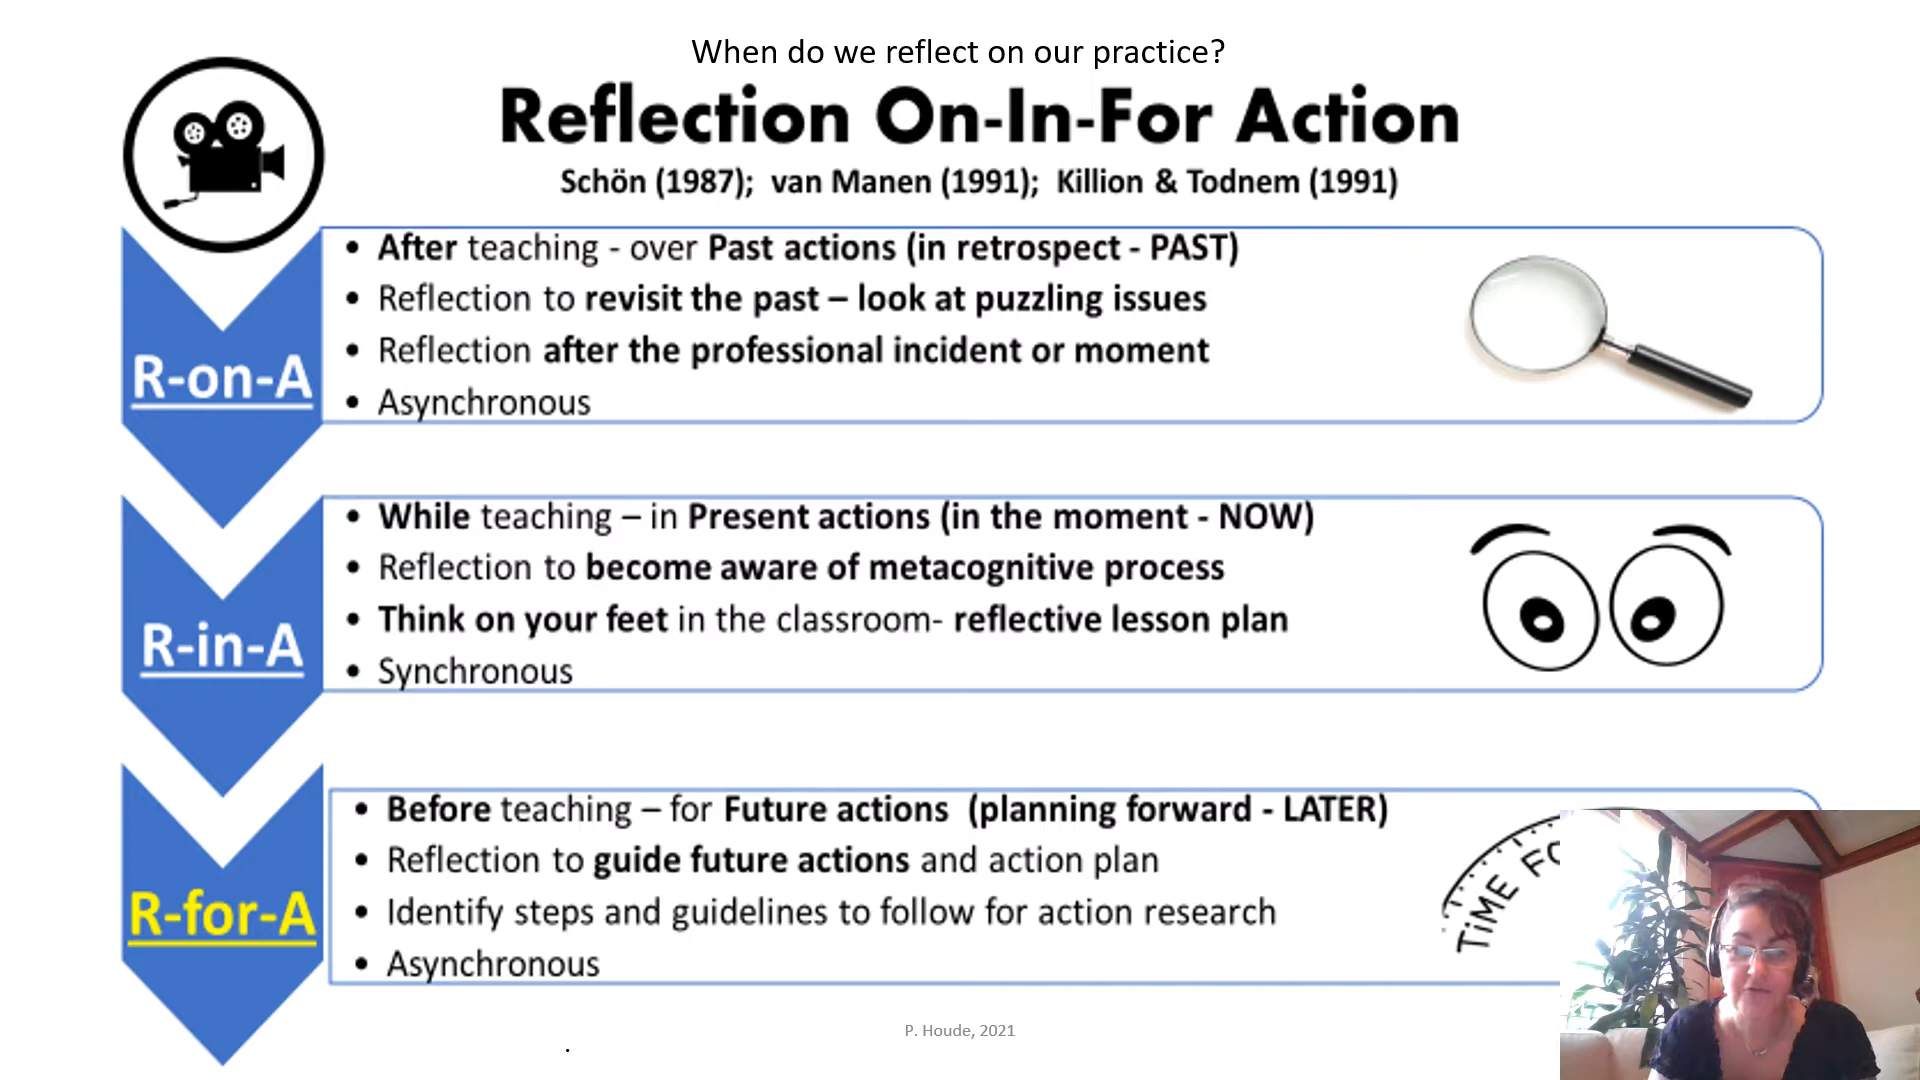 When do we reflect on our practice?
Reflection On-In-For Action
Schön (1987); van Manen (1991); Killion & Todnem (1991)
R-on-A
• After teaching - over Past actions (in retrospect - PAST)
• Reflection to revisit the past – look at puzzling issues
• Reflection after the professional incident or moment
• Asynchronous
R-in-A
• While teaching – in Present actions (in the moment - NOW)
• Reflection to become aware of metacognitive process
• Think on your feet in the classroom- reflective lesson plan
• Synchronous
R-for-A
• Before teaching – for Future actions (planning forward - LATER)
• Reflection to guide future actions and action plan
• Identify steps and guidelines to follow for action research
• Asynchronous
TiME
P. Houde, 2021
.